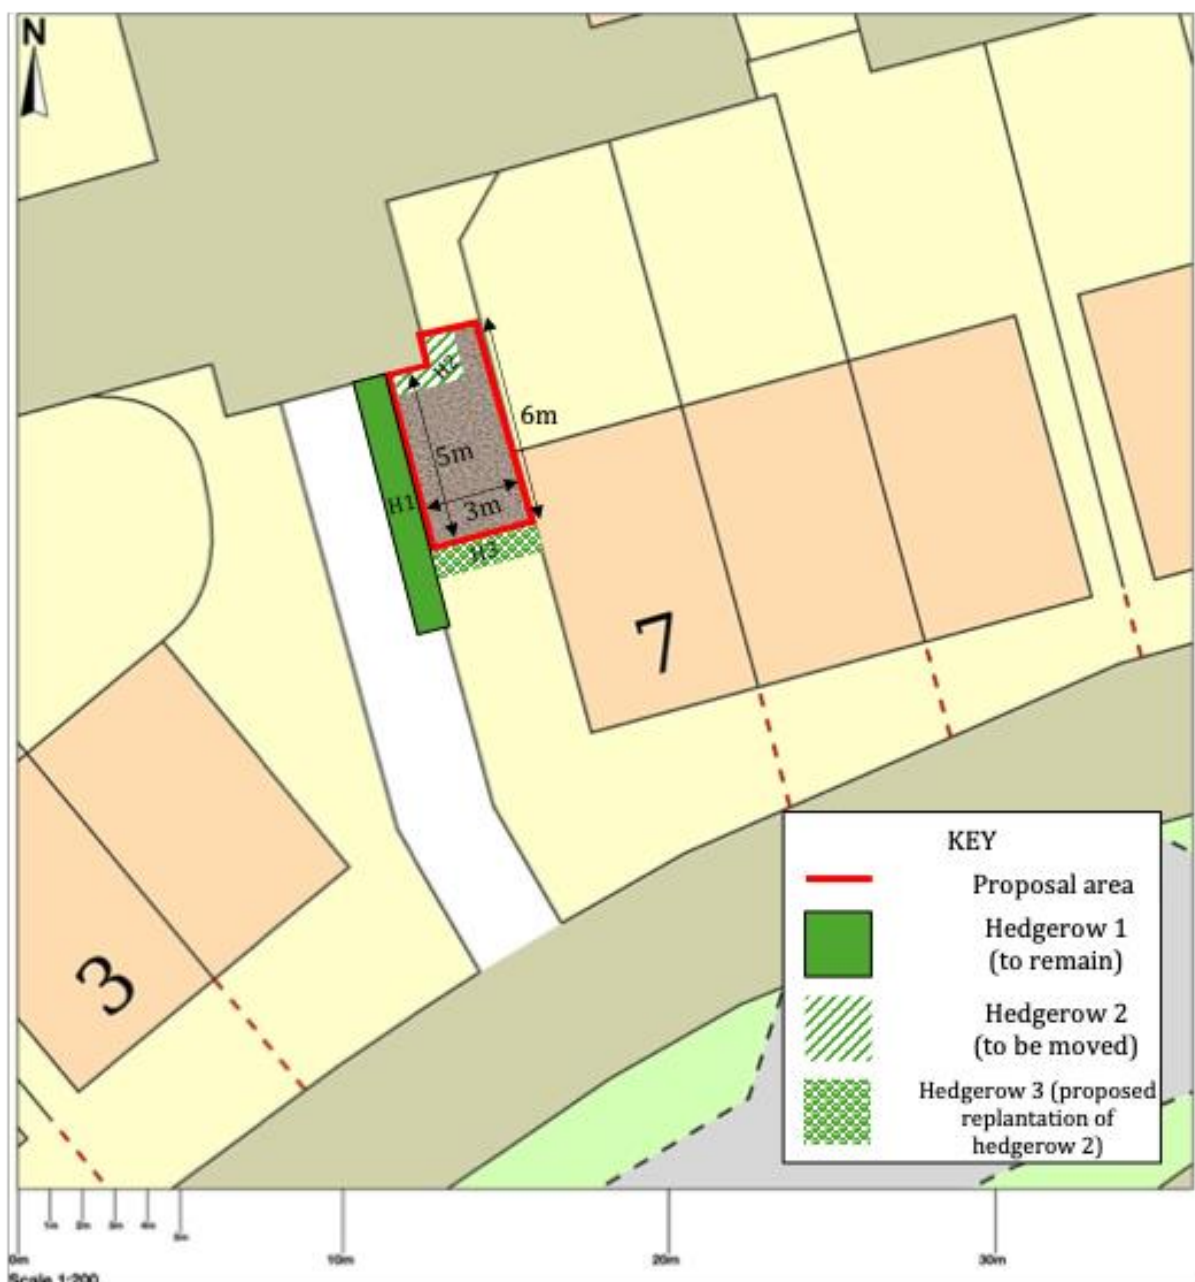 N
H2
6m
5m
H1
3m
H3
7
3
KEY
Proposal area
Hedgerow 1
(to remain)
Hedgerow 2
(to be moved)
Hedgerow 3 (proposed
replantation of
hedgerow 2)
1m 2m 3m 4m
5m
0m 10m 20m 30m
Scale 1:200